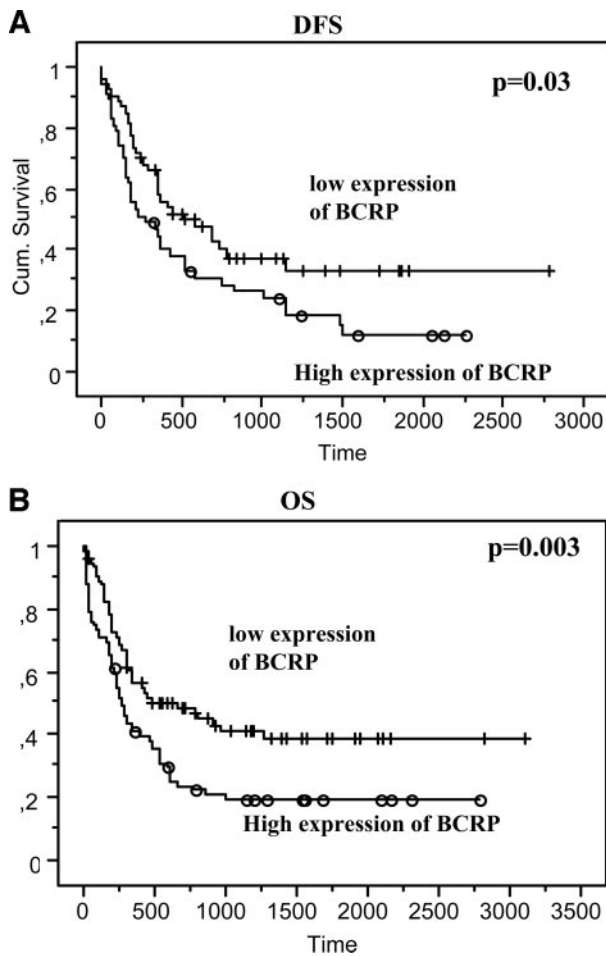 A
DFS
p=0.03
1
,8
,6
,4
,2
0
Cum. Survival
low expression
of BCRP
High expression of BCRP
0
500
1000
1500
2000
2500
3000
Time
B
OS
p=0.003
1
,8
,6
,4
,2
0
low expression
of BCRP
High expression of BCRP
0
500
1000
1500
2000
2500
3000
3500
Time